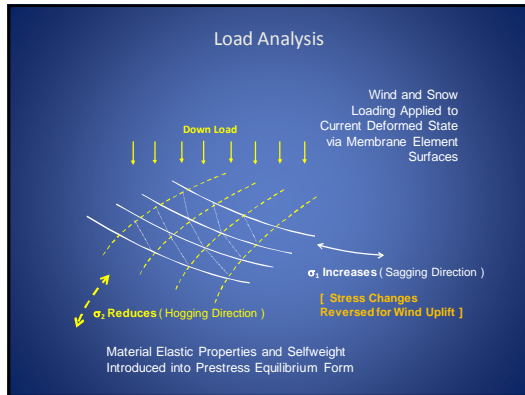 Load Analysis
Wind and Snow
Loading Applied to
Current Deformed State
via Membrane Element
Surfaces
Down Load
σ₁ Increases ( Sagging Direction )
[ Stress Changes
Reversed for Wind Uplift ]
σ₂ Reduces ( Hogging Direction )
Material Elastic Properties and Selfweight
Introduced into Prestress Equilibrium Form